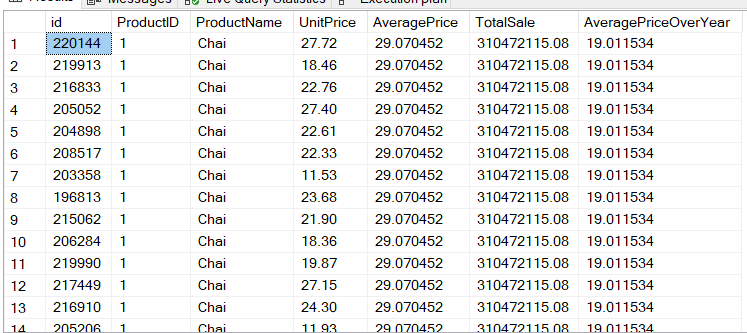 Results Messages Live Query Statistics Execution plan
id ProductID ProductName UnitPrice AveragePrice TotalSale AveragePriceOverYear
1 220144 1 Chai 27.72 29.070452 310472115.08 19.011534
2 219913 1 Chai 18.46 29.070452 310472115.08 19.011534
3 216833 1 Chai 22.76 29.070452 310472115.08 19.011534
4 205052 1 Chai 27.40 29.070452 310472115.08 19.011534
5 204898 1 Chai 22.61 29.070452 310472115.08 19.011534
6 208517 1 Chai 22.33 29.070452 310472115.08 19.011534
7 203358 1 Chai 11.53 29.070452 310472115.08 19.011534
8 196813 1 Chai 23.68 29.070452 310472115.08 19.011534
9 215062 1 Chai 21.90 29.070452 310472115.08 19.011534
10 206284 1 Chai 18.36 29.070452 310472115.08 19.011534
11 219990 1 Chai 19.87 29.070452 310472115.08 19.011534
12 217449 1 Chai 27.15 29.070452 310472115.08 19.011534
13 216910 1 Chai 24.30 29.070452 310472115.08 19.011534
14 205206 1 Chai 11.93 29.070452 310472115.08 19.011534